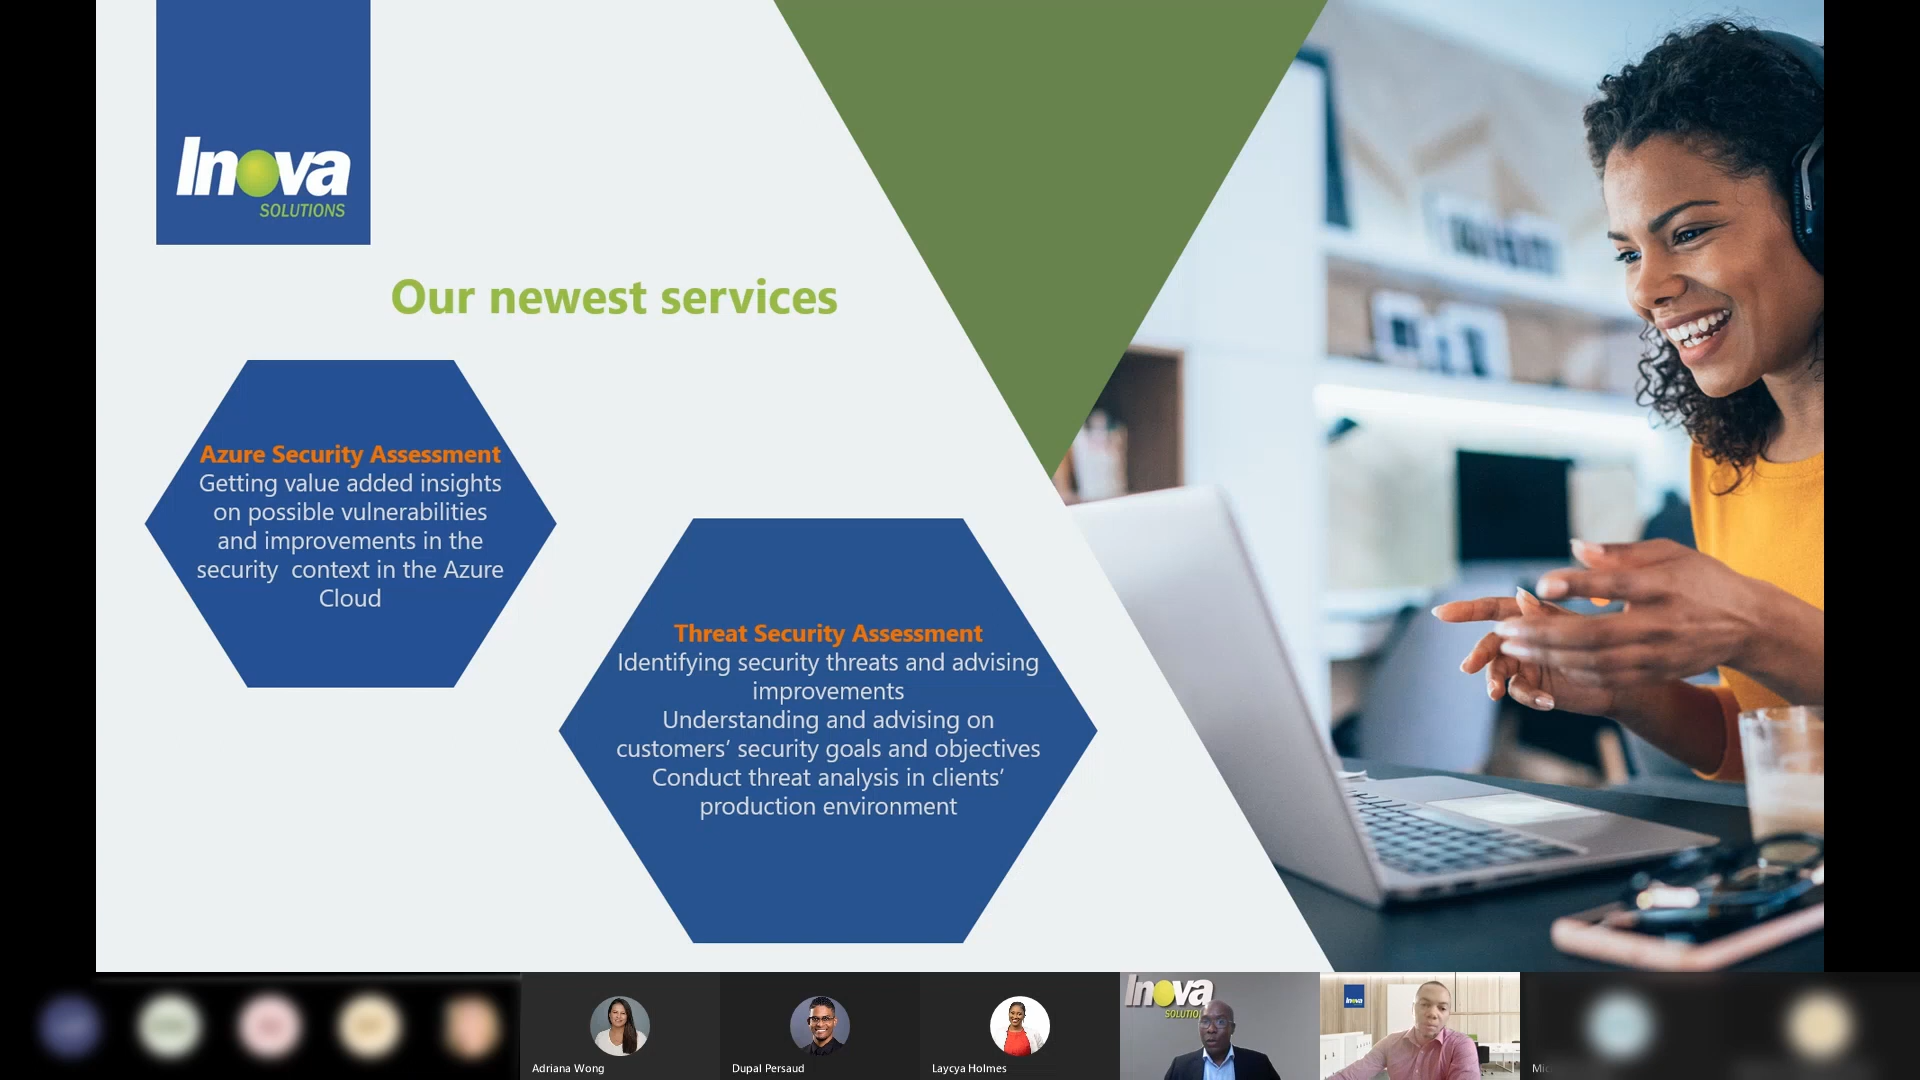 Inova
SOLUTIONS
Our newest services
Azure Security Assessment
Getting value added insights
on possible vulnerabilities
and improvements in the
security  context in the Azure
Cloud
Threat Security Assessment
Identifying security threats and advising
improvements
Understanding and advising on
customers’ security goals and objectives
Conduct threat analysis in clients’
production environment
Adriana Wong
Dupal Persaud
Laycya Holmes
Inova